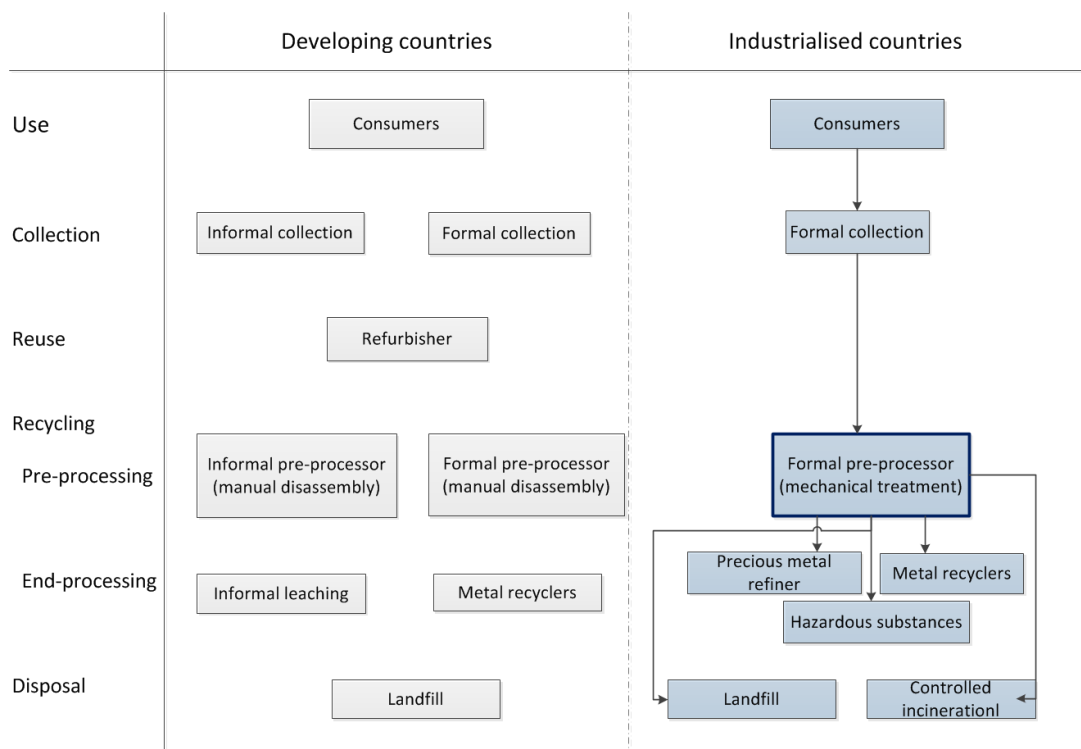 Developing countries
Industrialised countries
Use
Consumers
Consumers
Collection
Informal collection
Formal collection
Formal collection
Reuse
Refurbisher
Recycling
Pre-processing
Informal pre-processor
(manual disassembly)
Formal pre-processor
(manual disassembly)
Formal pre-processor
(mechanical treatment)
End-processing
Informal leaching
Metal recyclers
Precious metal
refiner
Metal recyclers
Hazardous substances
Disposal
Landfill
Landfill
Controlled
incinerationl